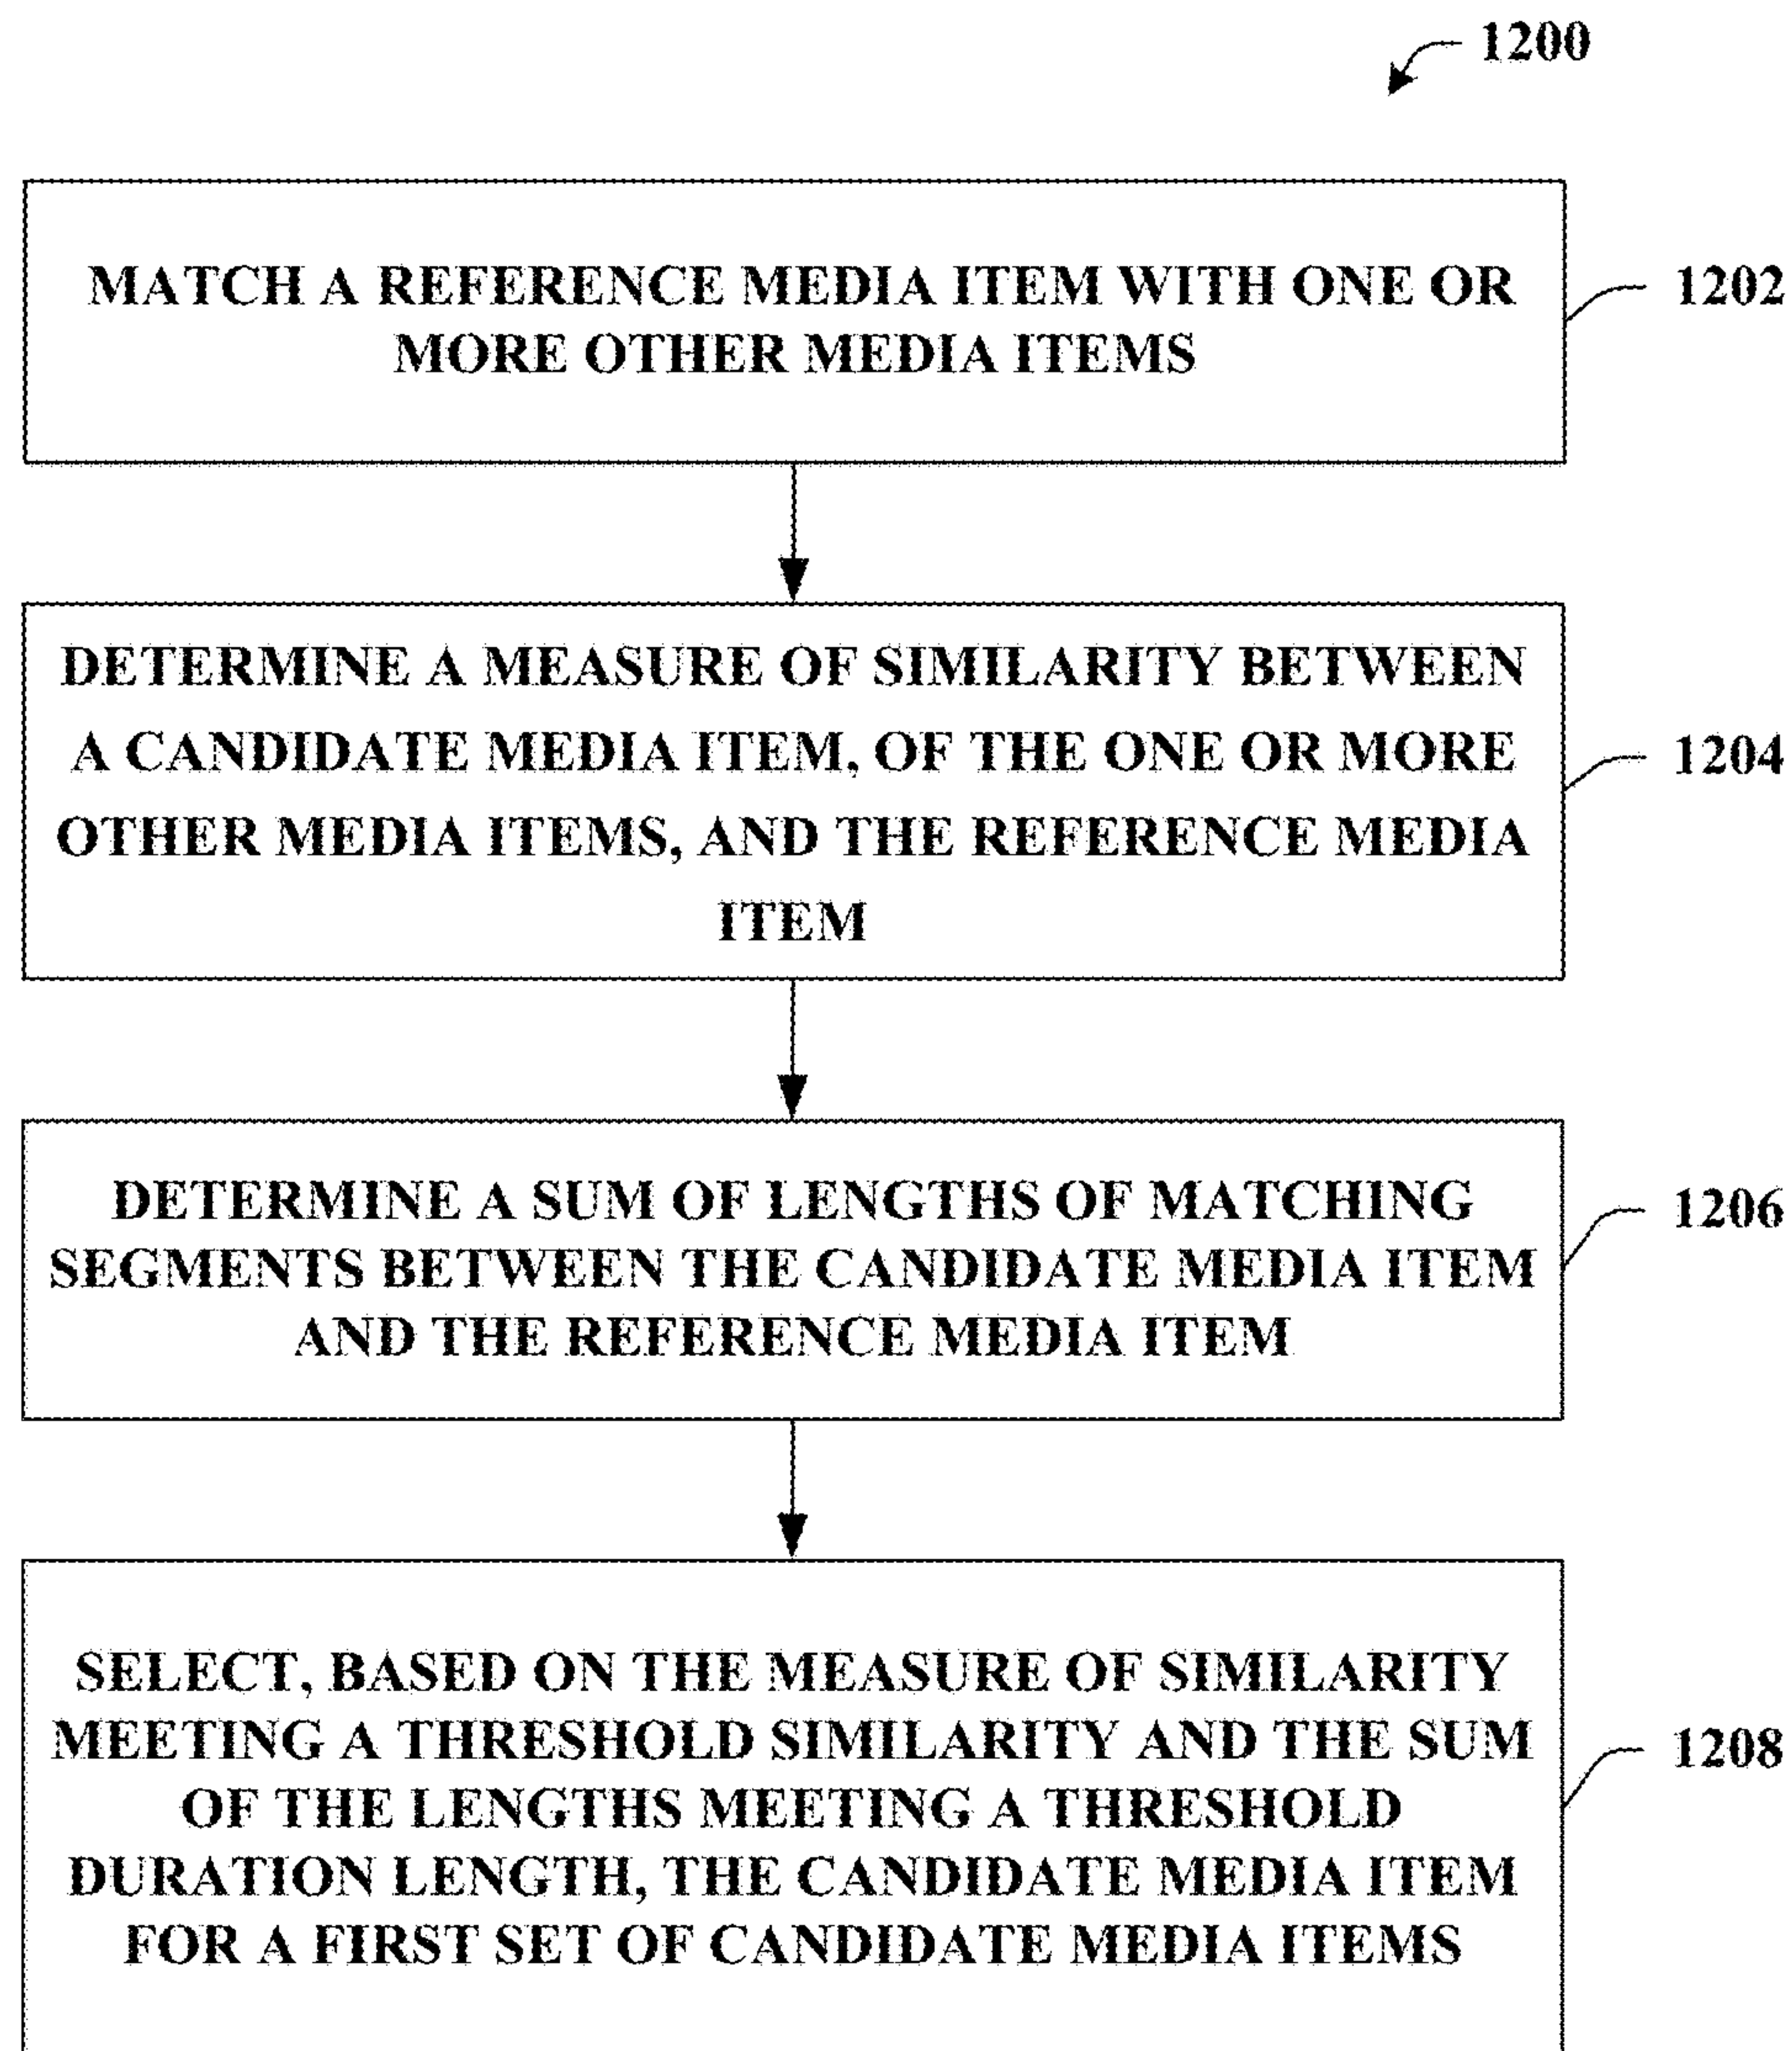 1200
MATCH A REFERENCE MEDIA ITEM WITH ONE OR
MORE OTHER MEDIA ITEMS
1202
DETERMINE A MEASURE OF SIMILARITY BETWEEN
A CANDIDATE MEDIA ITEM, OF THE ONE OR MORE
OTHER MEDIA ITEMS, AND THE REFERENCE MEDIA
ITEM
1204
DETERMINE A SUM OF LENGTHS OF MATCHING
SEGMENTS BETWEEN THE CANDIDATE MEDIA ITEM
AND THE REFERENCE MEDIA ITEM
1206
SELECT, BASED ON THE MEASURE OF SIMILARITY
MEETING A THRESHOLD SIMILARITY AND THE SUM
OF THE LENGTHS MEETING A THRESHOLD
DURATION LENGTH, THE CANDIDATE MEDIA ITEM
FOR A FIRST SET OF CANDIDATE MEDIA ITEMS
1208